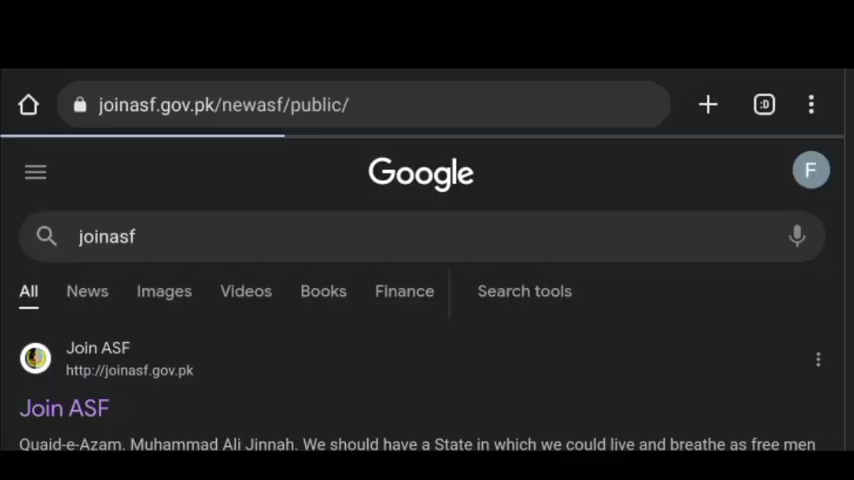 joinasf.gov.pk/newasf/public/
:D
Google
F
joinasf
All News Images Videos Books Finance Search tools
Join ASF
http://joinasf.gov.pk
Join ASF
Quaid-e-Azam. Muhammad Ali Jinnah. We should have a State in which we could live and breathe as free men